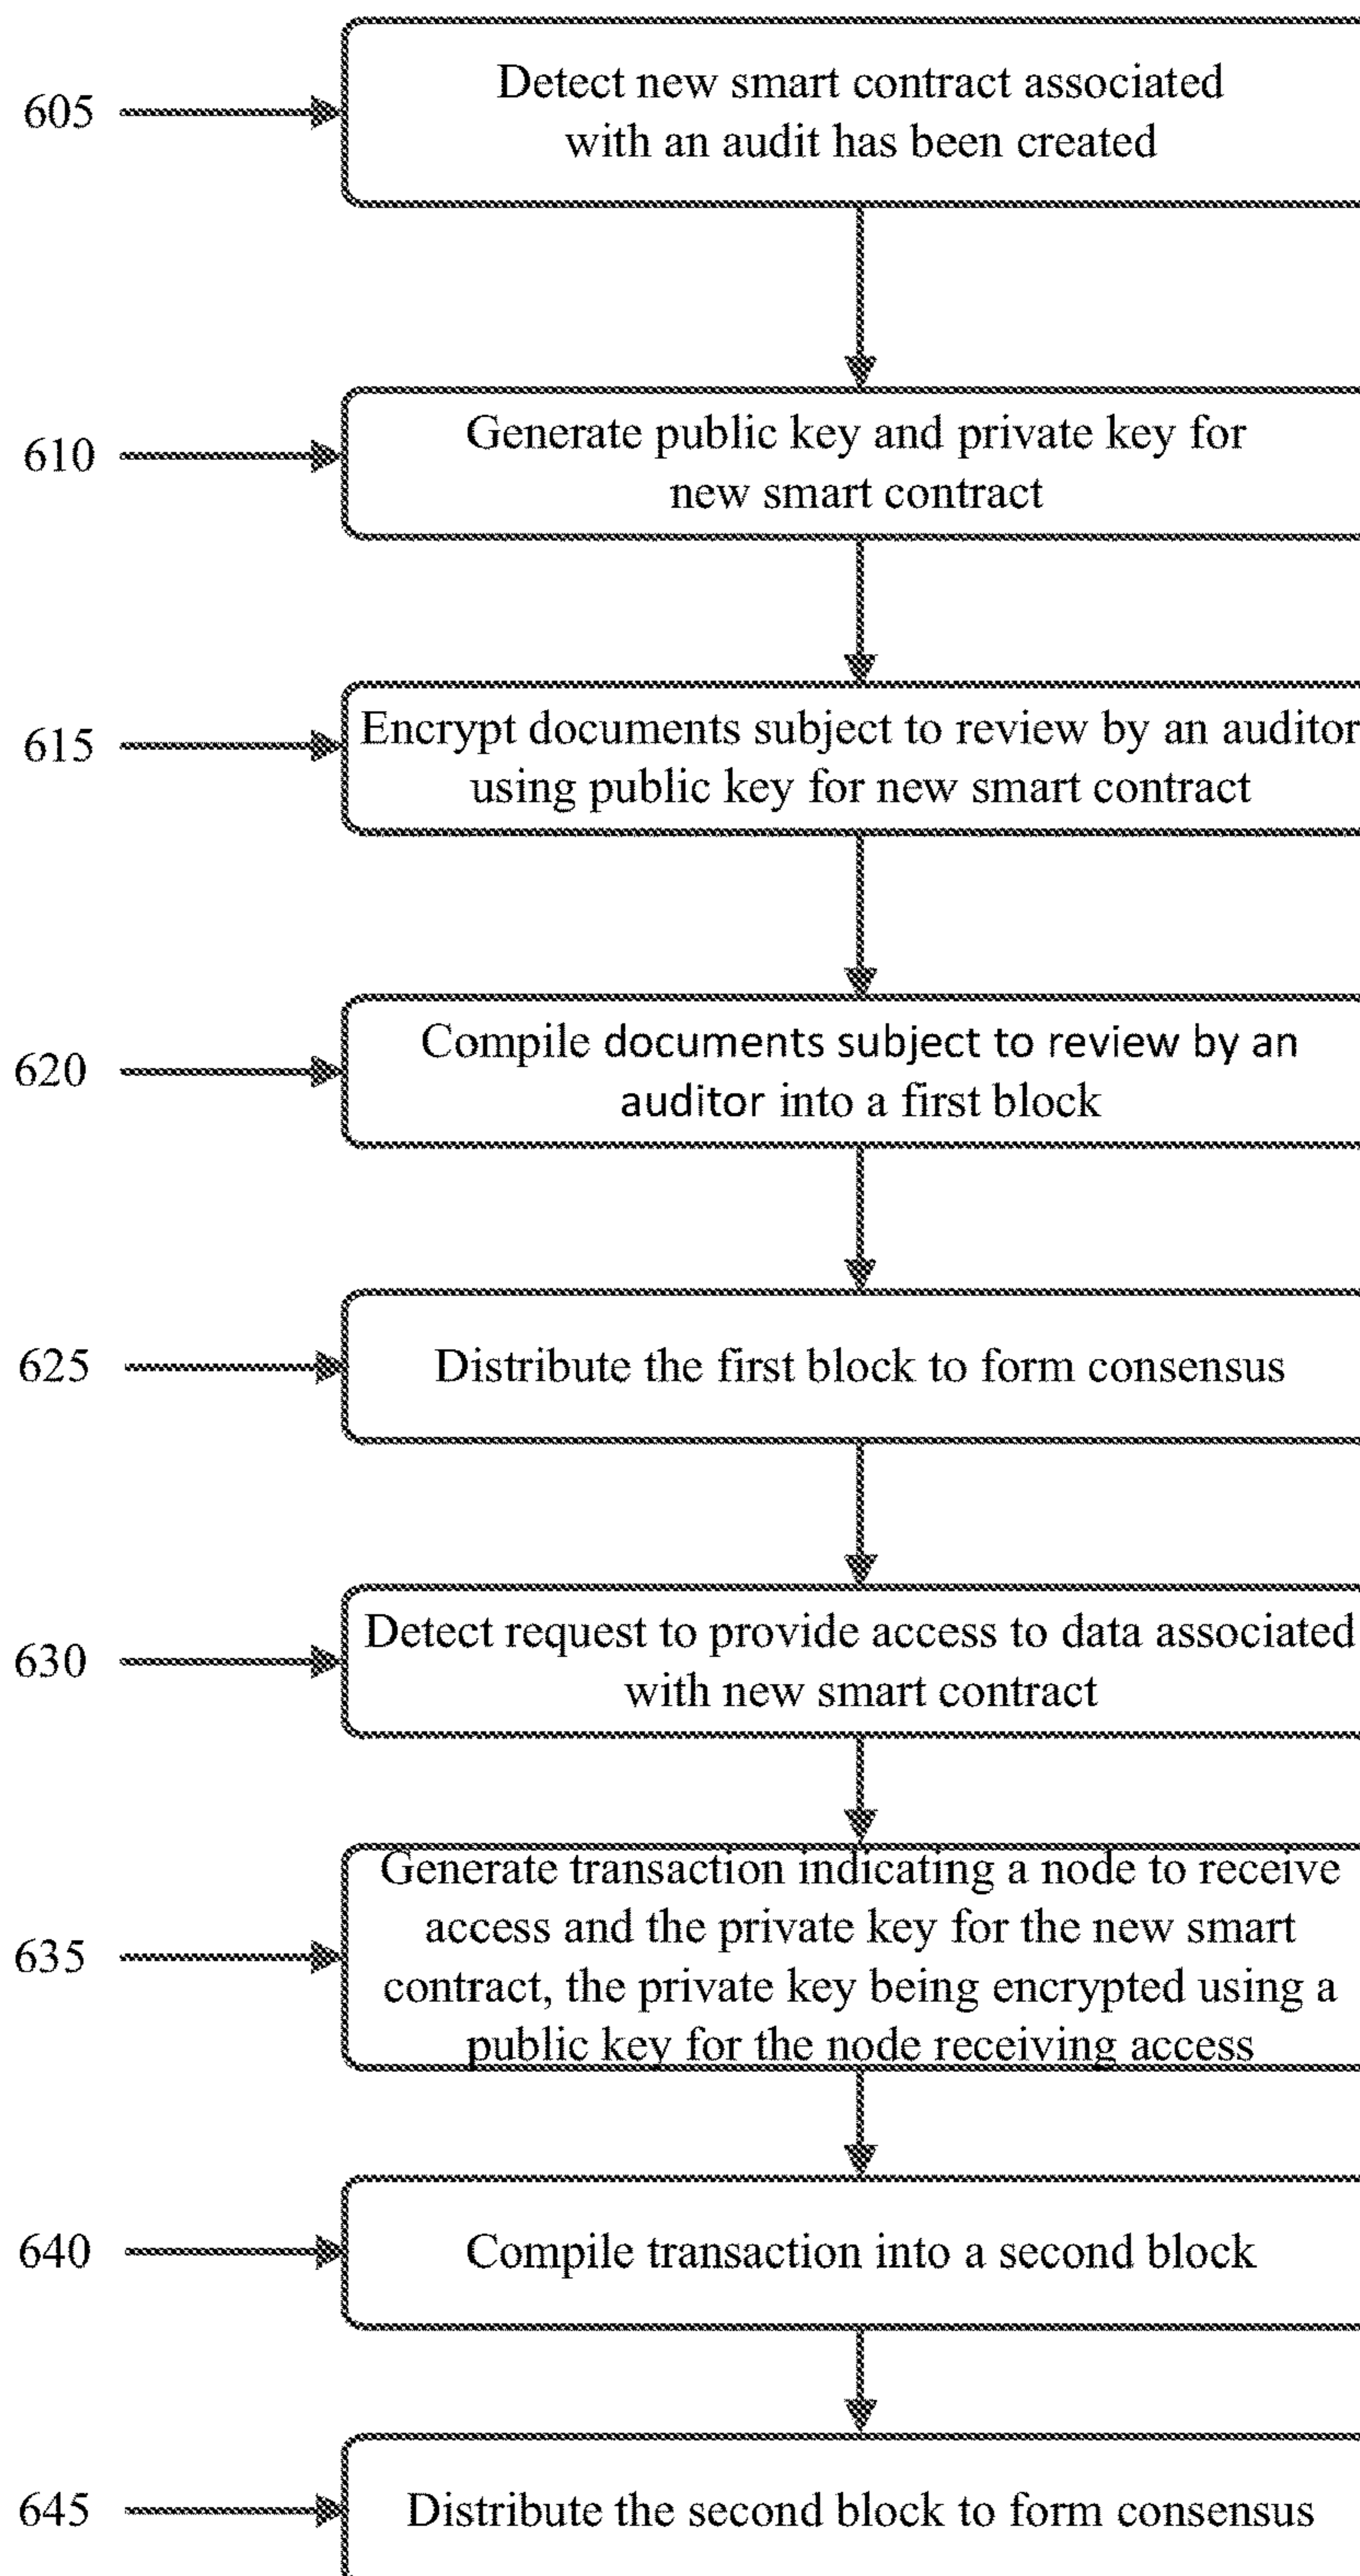 605
Detect new smart contract associated
with an audit has been created
610
Generate public key and private key for
new smart contract
615
Encrypt documents subject to review by an auditor
using public key for new smart contract
620
Compile documents subject to review by an
auditor into a first block
625
Distribute the first block to form consensus
630
Detect request to provide access to data associated
with new smart contract
635
Generate transaction indicating a node to receive
access and the private key for the new smart
contract, the private key being encrypted using a
public key for the node receiving access
640
Compile transaction into a second block
645
Distribute the second block to form consensus